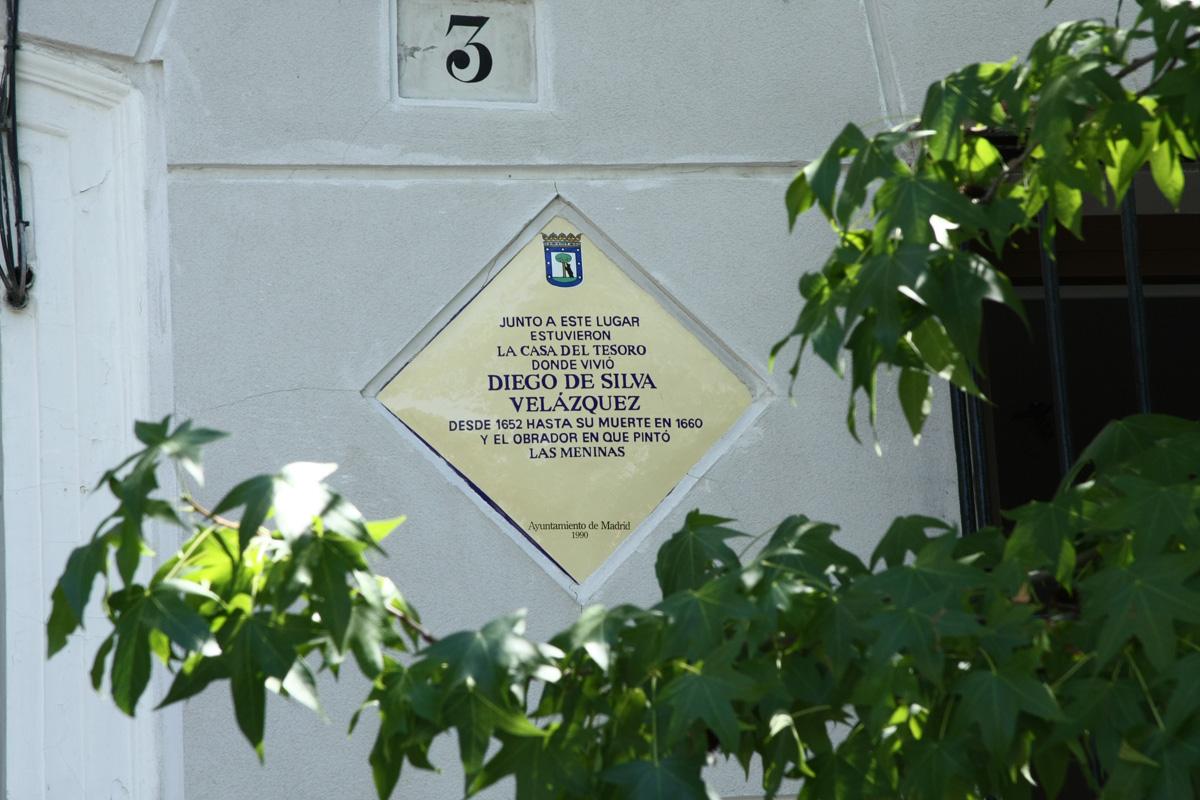 3
JUNTO A ESTE LUGAR
ESTUVIERON
LA CASA DEL TESORO
DONDE VIVIÓ
DIEGO DE SILVA
VELÁZQUEZ
DESDE 1652 HASTA SU MUERTE EN 1660
Y EL OBRADOR EN QUE PINTÓ
LAS MENINAS
Ayuntamiento de Madrid
1990